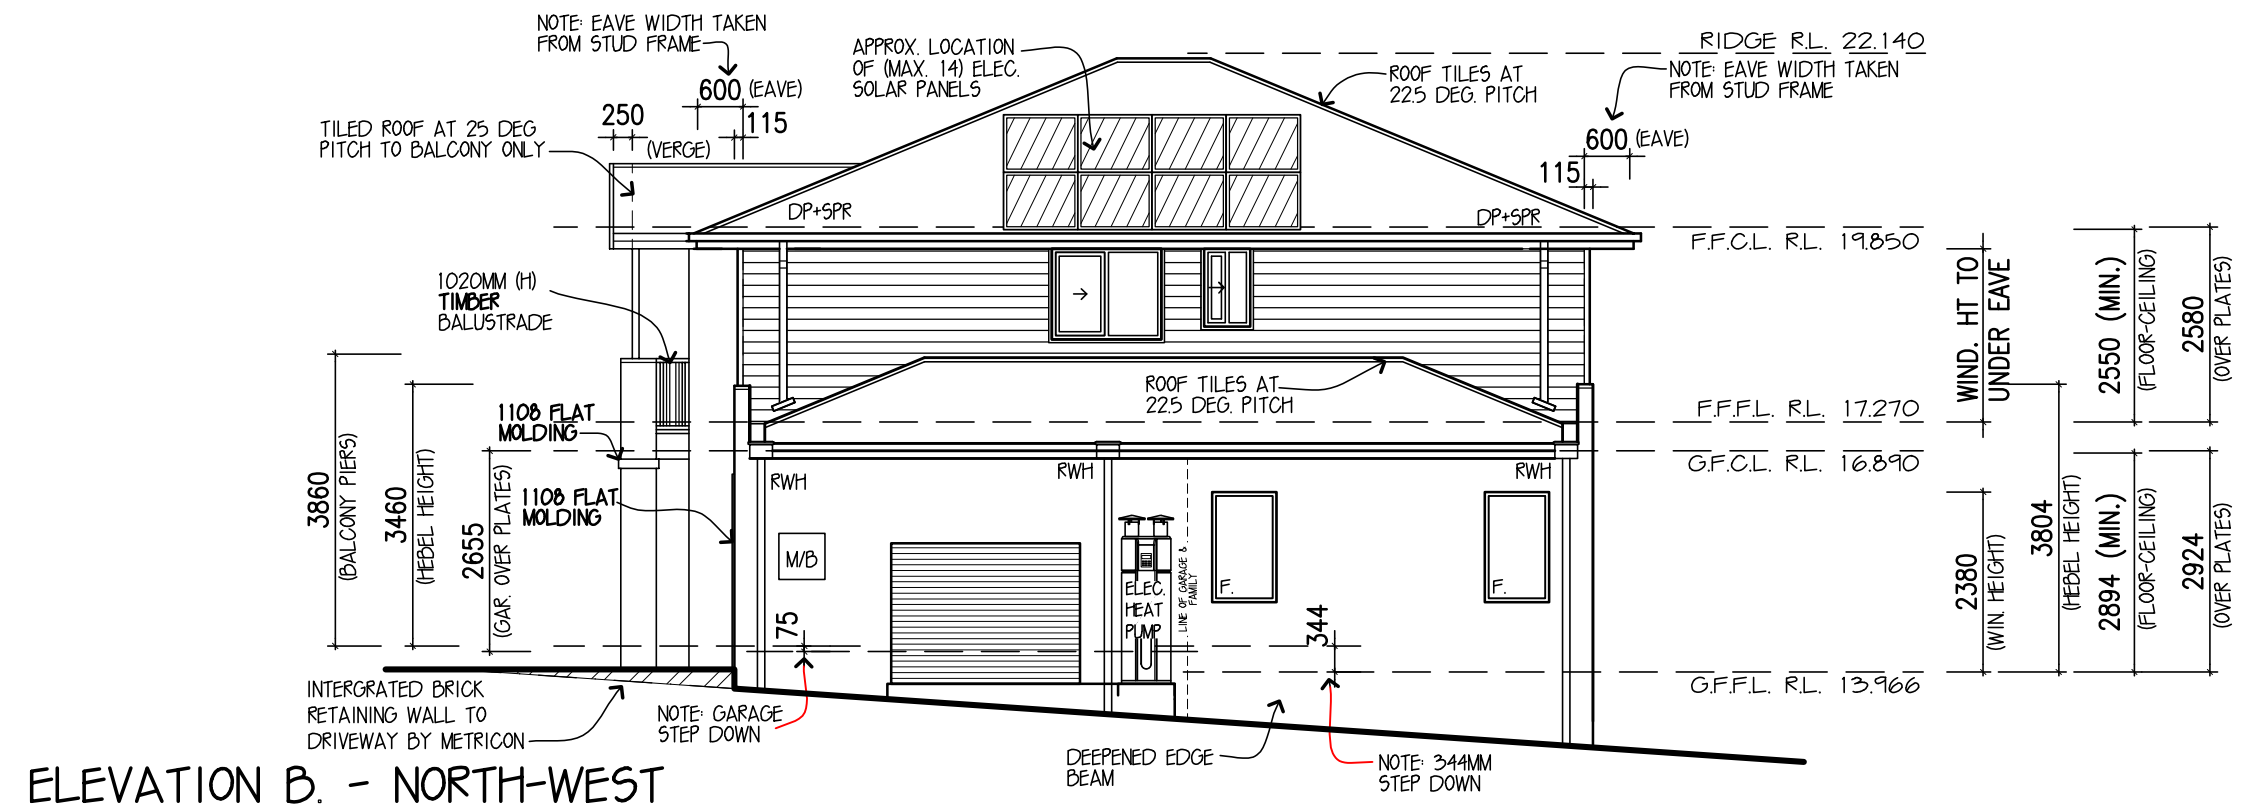 NOTE: EAVE WIDTH TAKEN
FROM STUD FRAME
600 (EAVE)
250
115
(VERGE)
TILED ROOF AT 25 DEG
PITCH TO BALCONY ONLY
APPROX. LOCATION
OF (MAX. 14) ELEC.
SOLAR PANELS
ROOF TILES AT
22.5 DEG. PITCH
RIDGE R.L. 22.140
NOTE: EAVE WIDTH TAKEN
FROM STUD FRAME
600 (EAVE)
115
DP+SPR
DP+SPR
F.F.C.L. R.L. 19.850
1020MM (H)
TIMBER
BALUSTRADE
WIND. HT TO
UNDER EAVE
2550 (MIN.)
(FLOOR-CEILING)
2580
(OVER PLATES)
ROOF TILES AT
22.5 DEG. PITCH
F.F.F.L. R.L. 17.270
1108 FLAT
MOLDING
G.F.C.L. R.L. 16.890
RWH
RWH
RWH
1108 FLAT
MOLDING
3860
(BALCONY PIERS)
3460
(HEBEL HEIGHT)
2655
(GAR. OVER PLATES)
M/B
75
ELEC.
HEAT
PUMP
LINE OF GARAGE &
FAMILY
F.
F.
344
2380
(WIN. HEIGHT)
3804
(HEBEL HEIGHT)
2894 (MIN.)
(FLOOR-CEILING)
2924
(OVER PLATES)
G.F.F.L. R.L. 13.966
INTERGRATED BRICK
RETAINING WALL TO
DRIVEWAY BY METRICON
NOTE: GARAGE
STEP DOWN
DEEPENED EDGE
BEAM
NOTE: 344MM
STEP DOWN
ELEVATION B. - NORTH-WEST